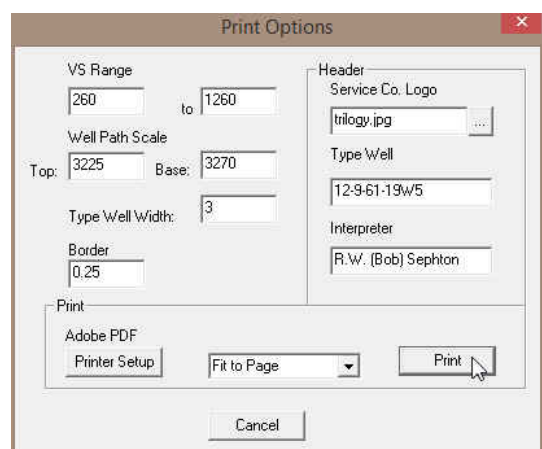 Print Options
VS Range
260 to 1260
Well Path Scale
Top: 3225 Base: 3270
Type Well Width: 3
Border
0.25
Header
Service Co. Logo
trilogy.jpg ...
Type Well
12-9-61-19W5
Interpreter
R.W. (Bob) Sephton
Print
Adobe PDF
Printer Setup Fit to Page Print
Cancel